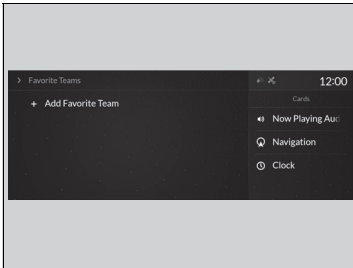 Favorite Teams
+ Add Favorite Team
12:00
Cards
Now Playing Aud
Navigation
Clock